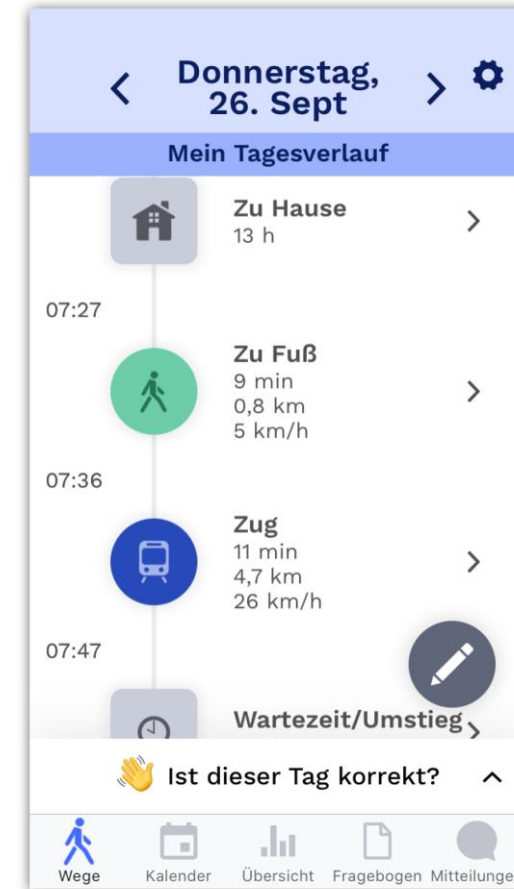 Donnerstag,
26. Sept
Mein Tagesverlauf
Zu Hause
13 h
07:27
Zu Fuß
9 min
0,8 km
5 km/h
07:36
Zug
11 min
4,7 km
26 km/h
07:47
Wartezeit/Umstieg
Ist dieser Tag korrekt?
Wege Kalender Übersicht Fragebogen Mitteilunge